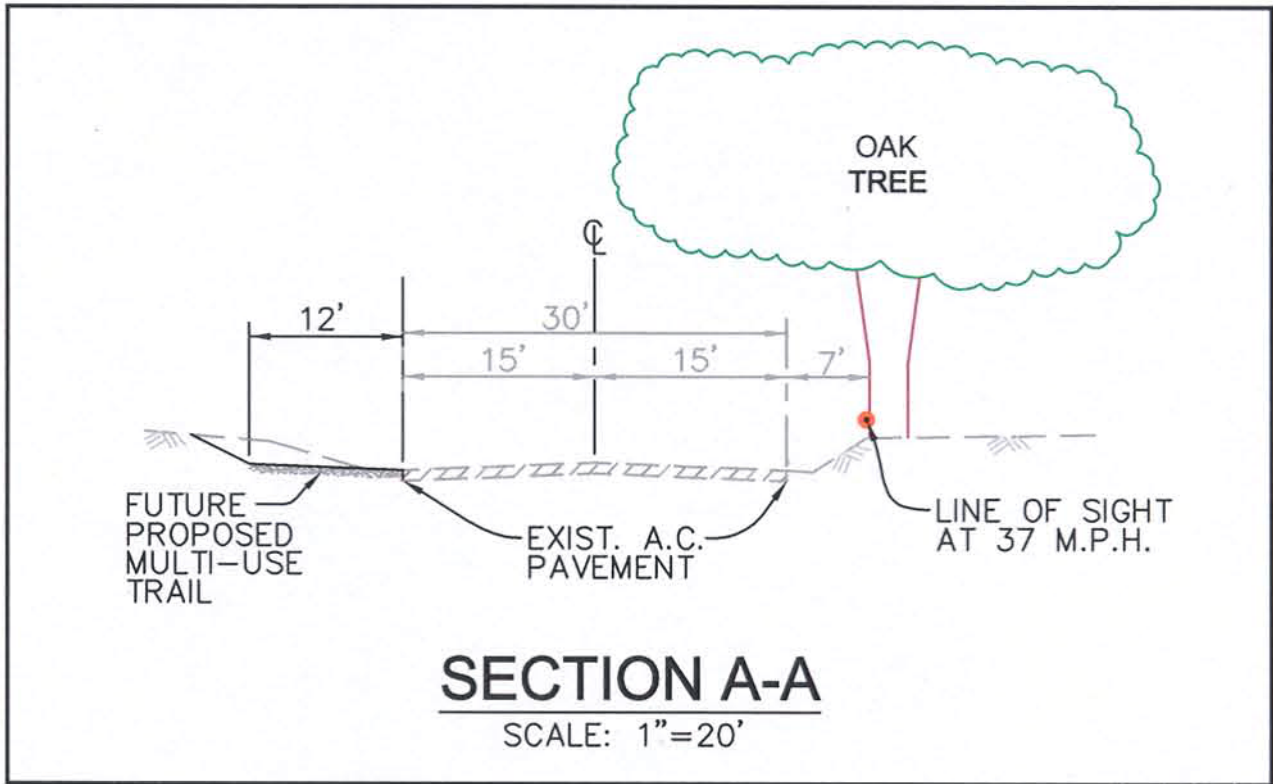 OAK
TREE
℄
12'
30'
15'
15'
7'
FUTURE
PROPOSED
MULTI-USE
TRAIL
EXIST. A.C.
PAVEMENT
LINE OF SIGHT
AT 37 M.P.H.
SECTION A-A
SCALE: 1"=20'